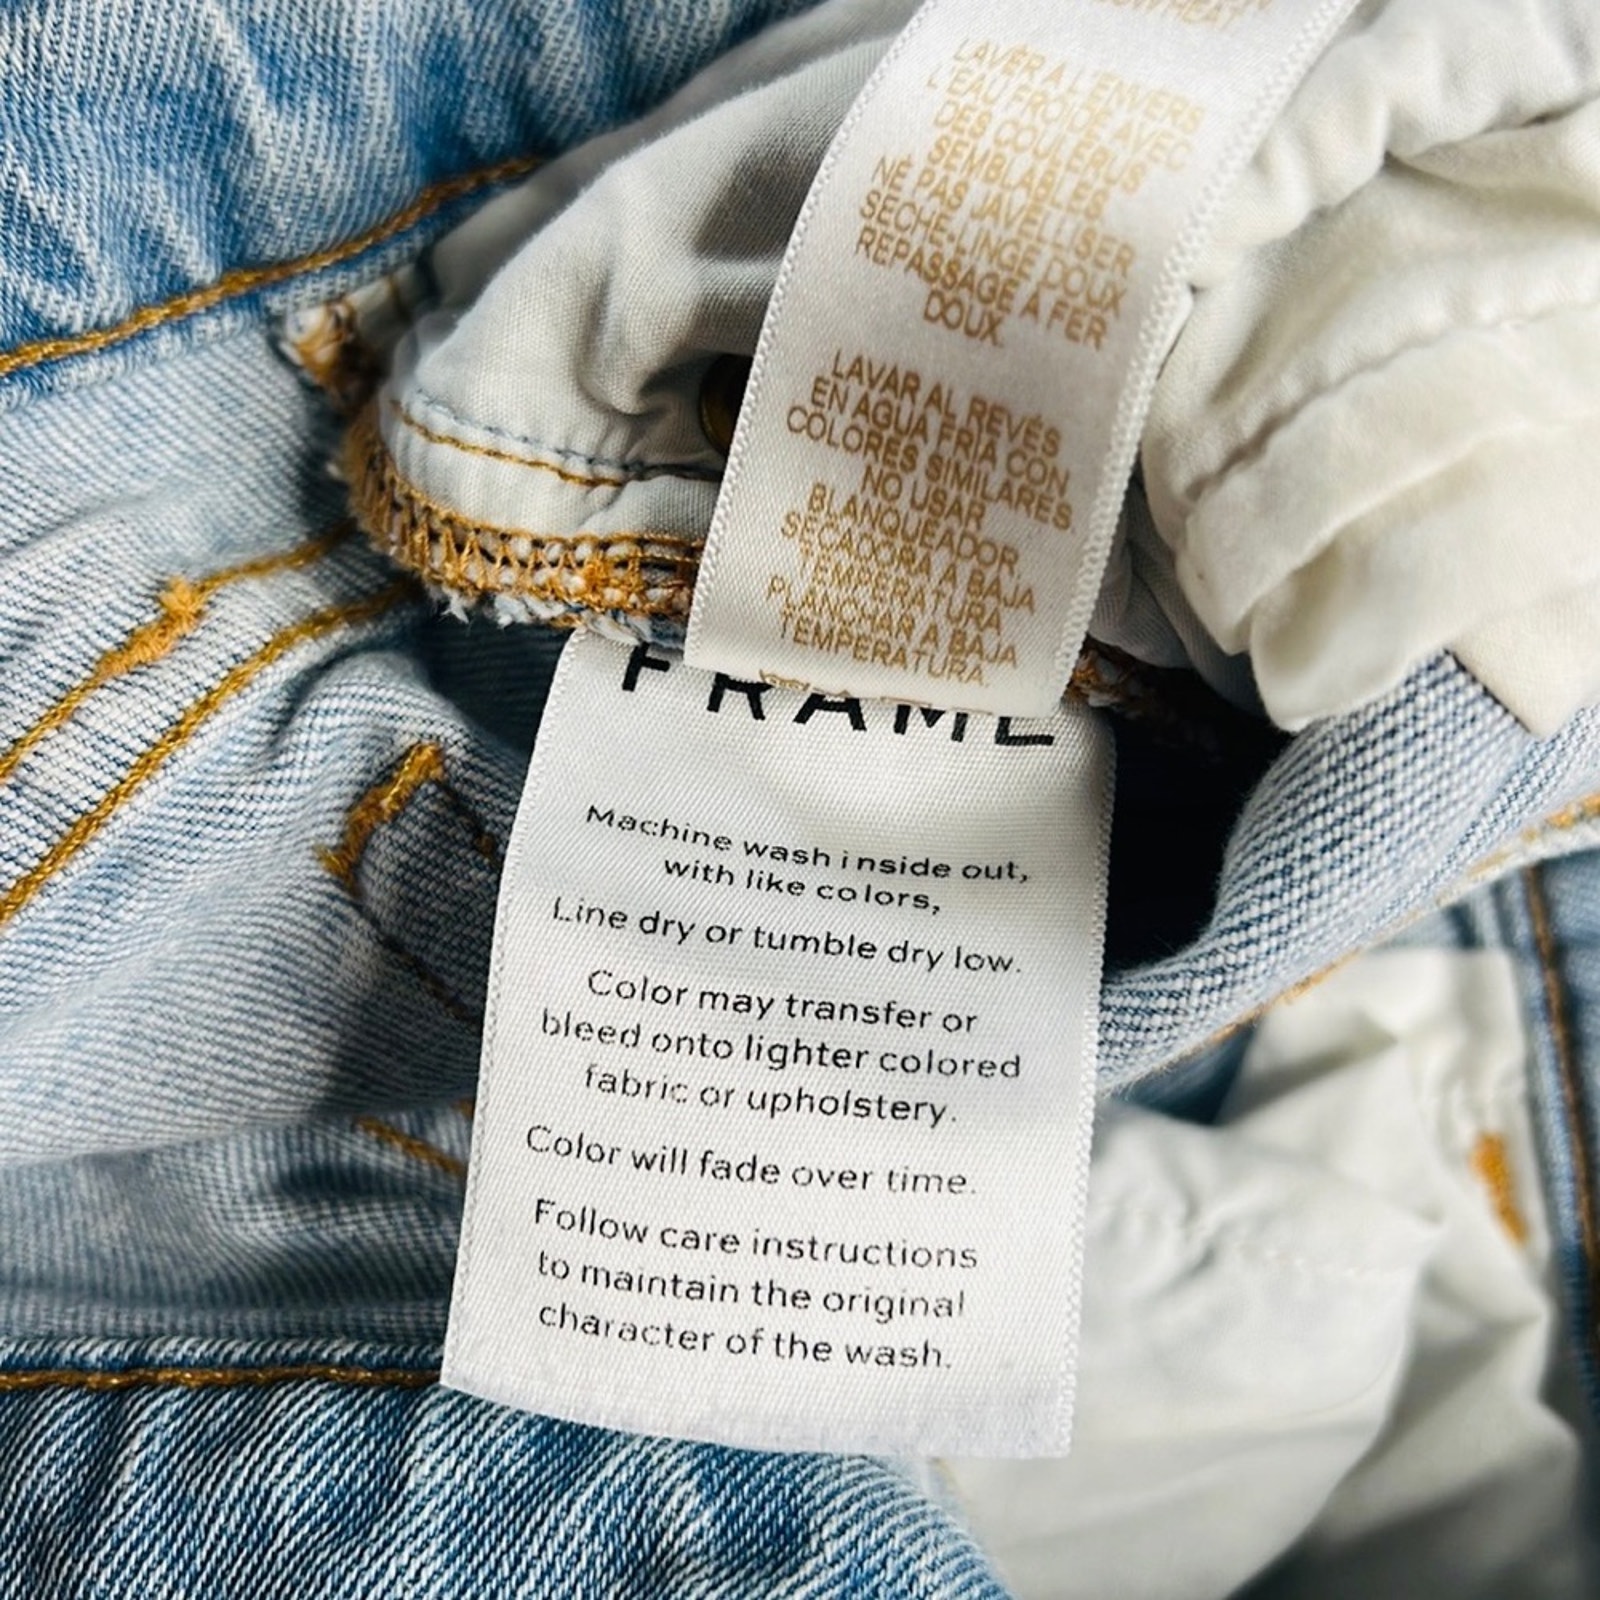 LAVER A L'ENVERS
L'EAU FROIDE AVEC
DES COULERUS
SEMBLABLES.
NE PAS JAVELLISER
SECHE-LINGE DOUX
REPASSAGE A FER
DOUX.
LAVAR AL REVÉS
EN AGUA FRIA CON
COLORES SIMILARES.
NO USAR
BLANQUEADOR
SECADORA A BAJA
TEMPERATURA
PLANCHAR A BAJA
TEMPERATURA.
FRAME
Machine wash inside out,
with like colors,
Line dry or tumble dry low.
Color may transfer or
bleed onto lighter colored
fabric or upholstery.
Color will fade over time.
Follow care instructions
to maintain the original
character of the wash.